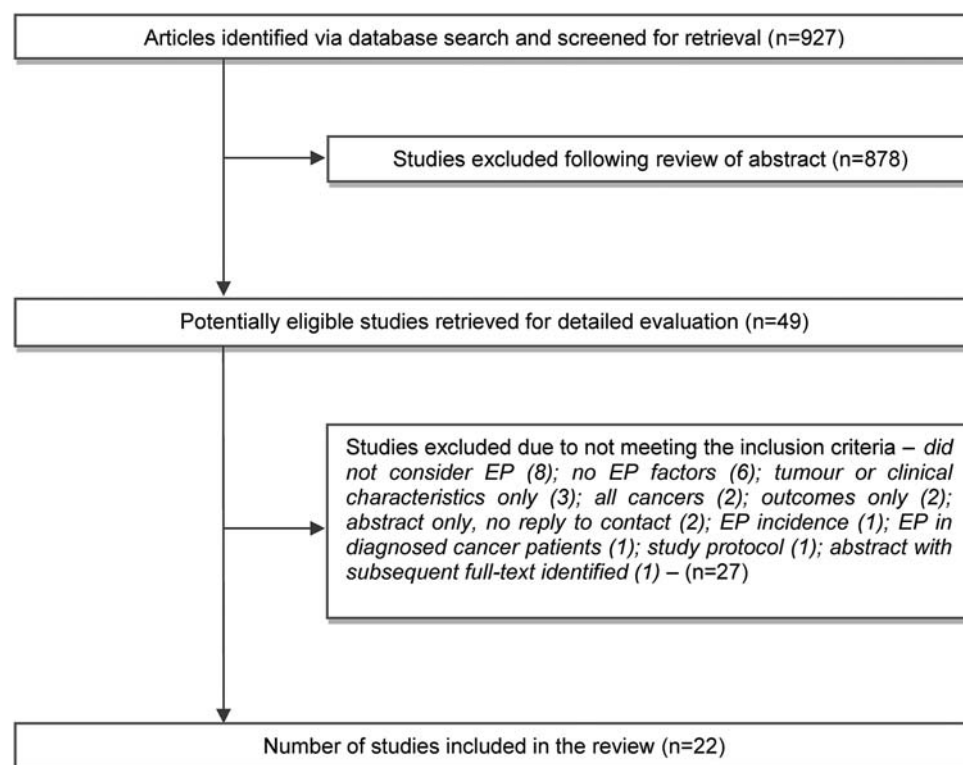 Articles identified via database search and screened for retrieval (n=927)
Studies excluded following review of abstract (n=878)
Potentially eligible studies retrieved for detailed evaluation (n=49)
Studies excluded due to not meeting the inclusion criteria – did
not consider EP (8); no EP factors (6); tumour or clinical
characteristics only (3); all cancers (2); outcomes only (2);
abstract only, no reply to contact (2); EP incidence (1); EP in
diagnosed cancer patients (1); study protocol (1); abstract with
subsequent full-text identified (1) – (n=27)
Number of studies included in the review (n=22)